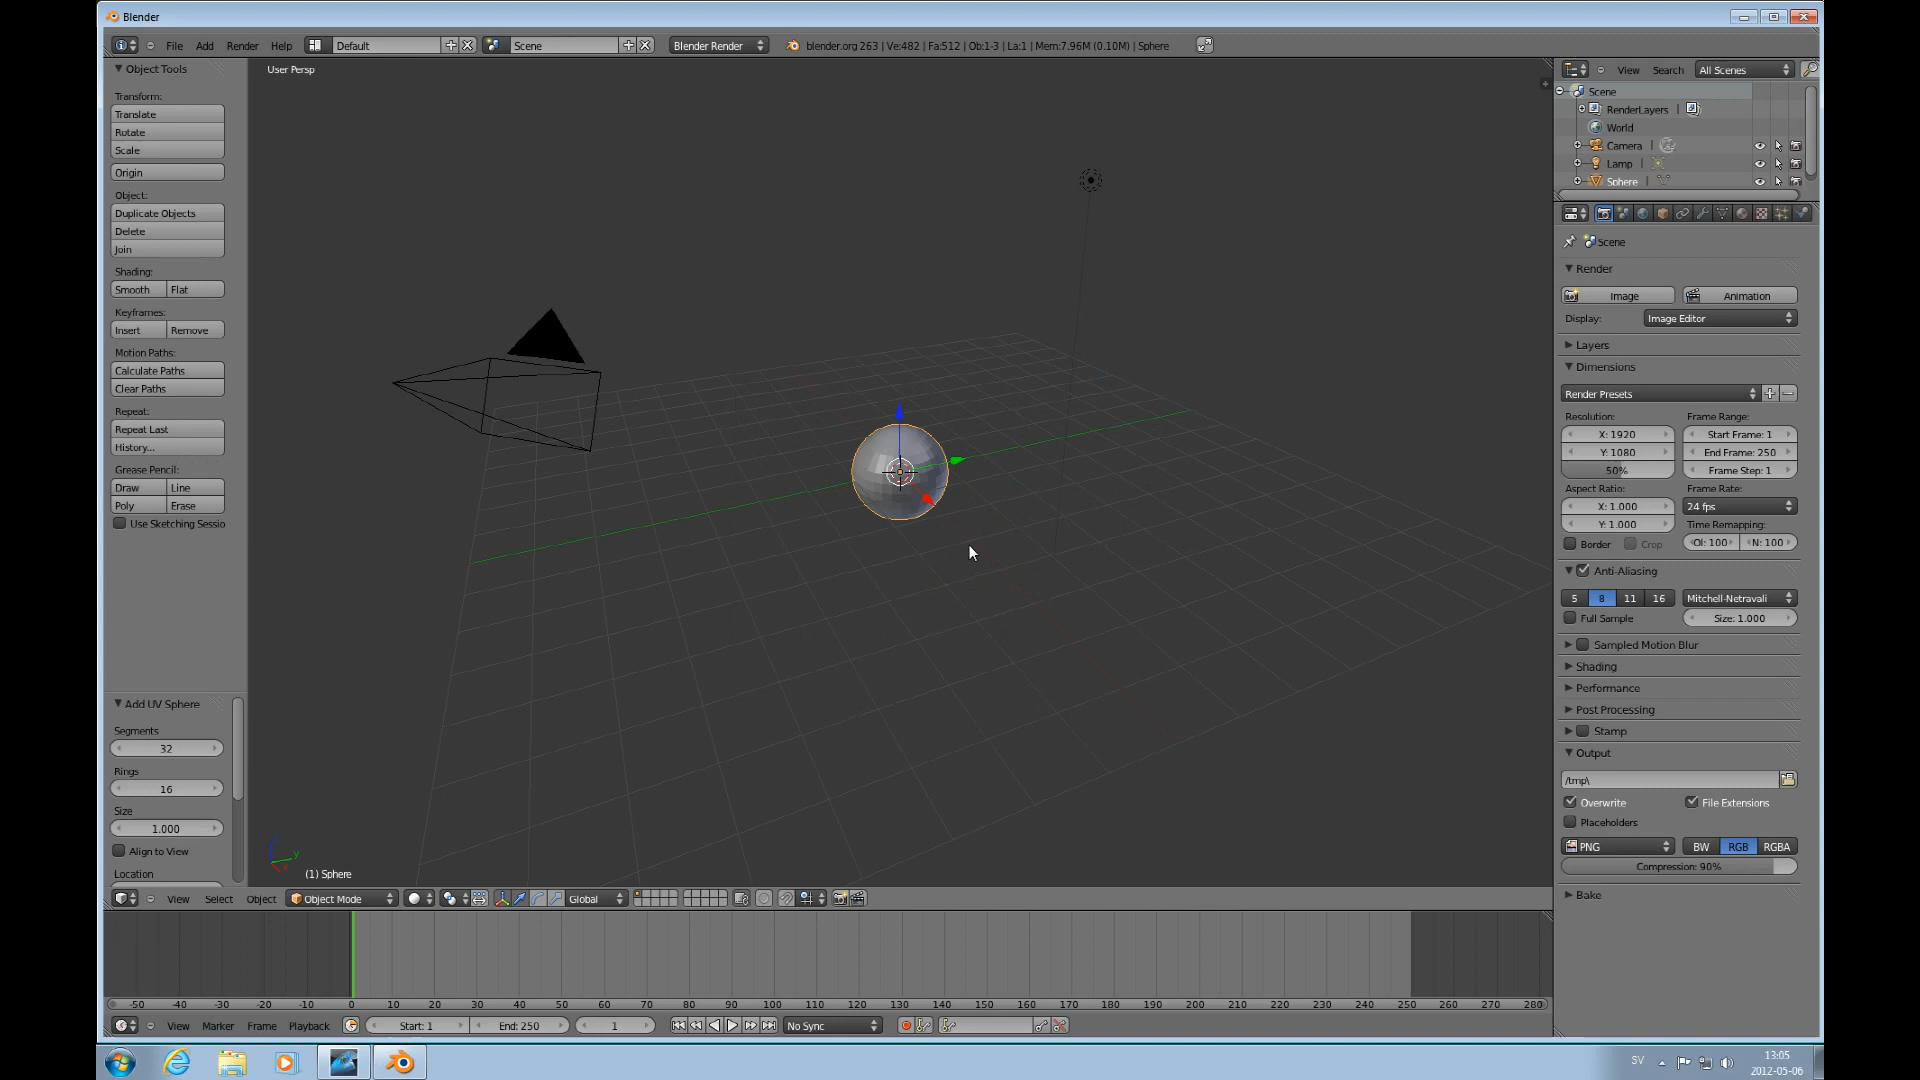 Blender
File Add Render Help Default Scene Blender Render blender.org 263 | Ve:482 | Fa:512 | Ob:1-3 | La:1 | Mem:7.96M (0.10M) | Sphere
Object Tools
Transform:
Translate
Rotate
Scale
Origin
Object:
Duplicate Objects
Delete
Join
Shading:
Smooth Flat
Keyframes:
Insert Remove
Motion Paths:
Calculate Paths
Clear Paths
Repeat:
Repeat Last
History...
Grease Pencil:
Draw Line
Poly Erase
Use Sketching Sessio
Add UV Sphere
Segments
32
Rings
16
Size
1.000
Align to View
Location
User Persp
(1) Sphere
View Select Object Object Mode Global
-50 -40 -30 -20 -10 0 10 20 30 40 50 60 70 80 90 100 110 120 130 140 150 160 170 180 190 200 210 220 230 240 250 260 270 280
View Marker Frame Playback Start: 1 End: 250 1 No Sync
View Search All Scenes
Scene
RenderLayers |
World
Camera |
Lamp |
Sphere |
Scene
Render
Image Animation
Display: Image Editor
Layers
Dimensions
Render Presets
Resolution: Frame Range:
X: 1920 Start Frame: 1
Y: 1080 End Frame: 250
50% Frame Step: 1
Aspect Ratio: Frame Rate:
X: 1.000 24 fps
Y: 1.000 Time Remapping:
Border Crop Ol: 100 N: 100
Anti-Aliasing
5 8 11 16 Mitchell-Netravali
Full Sample Size: 1.000
Sampled Motion Blur
Shading
Performance
Post Processing
Stamp
Output
/tmp\
Overwrite File Extensions
Placeholders
PNG BW RGB RGBA
Compression: 90%
Bake
SV 13:05
2012-05-06